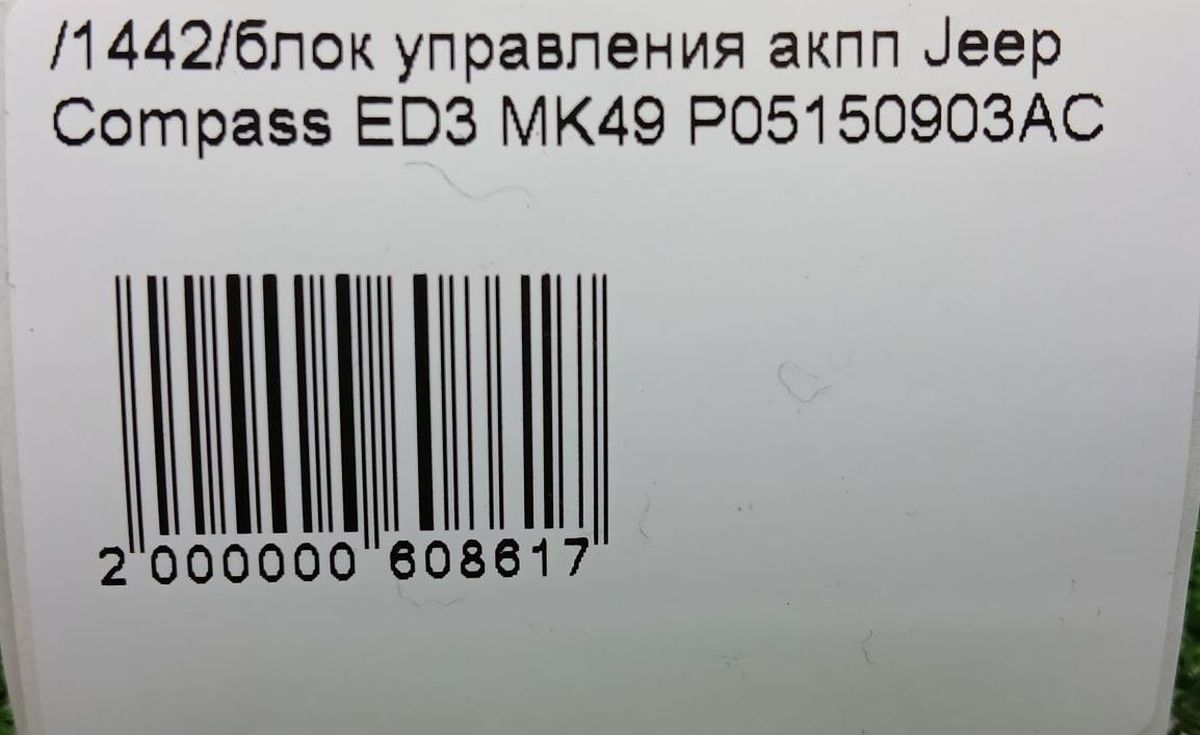 /1442/блок управления акпп Jeep
Compass ED3 MK49 P05150903AC
2 000000 608617